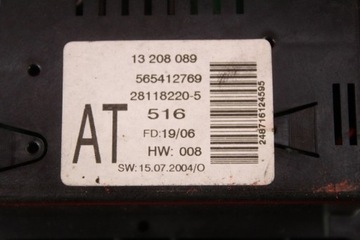 13 208 089
565412769
28118220-5
AT
516
FD:19/06
HW: 008
SW:15.07.2004/O
248716124595